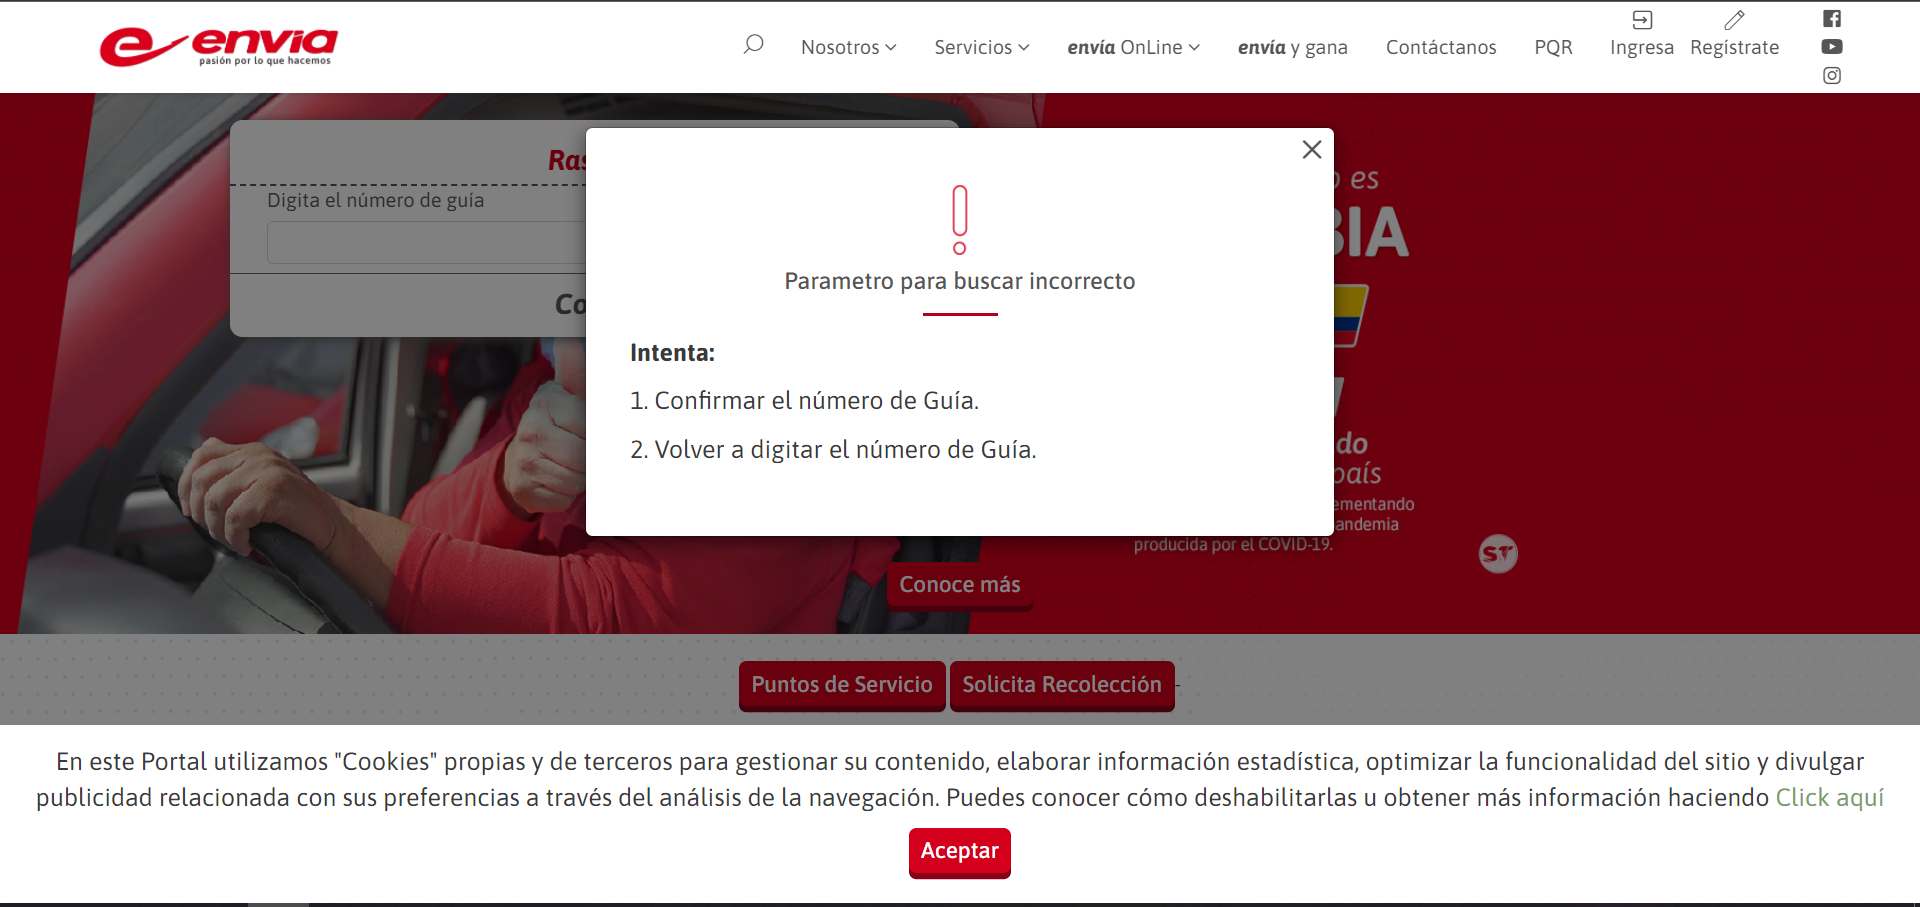 envia
pasión por lo que hacemos
Nosotros
Servicios
envía OnLine
envía y gana
Contáctanos
PQR
Ingresa
Regístrate
Digita el número de guía
Parametro para buscar incorrecto
Intenta:
1. Confirmar el número de Guía.
2. Volver a digitar el número de Guía.
es
do
país
producida por el COVID-19.
ST
Conoce más
Puntos de Servicio
Solicita Recolección
-
En este Portal utilizamos "Cookies" propias y de terceros para gestionar su contenido, elaborar información estadística, optimizar la funcionalidad del sitio y divulgar
publicidad relacionada con sus preferencias a través del análisis de la navegación. Puedes conocer cómo deshabilitarlas u obtener más información haciendo Click aquí
Aceptar